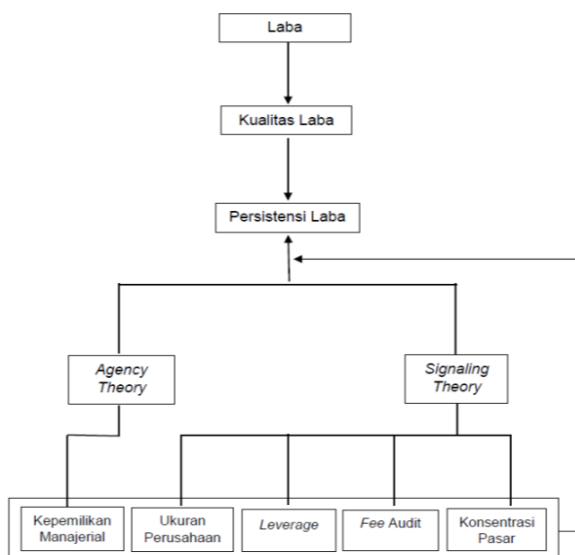 Laba
Kualitas Laba
Persistensi Laba
Agency
Theory
Signaling
Theory
Kepemilikan
Manajerial
Ukuran
Perusahaan
Leverage
Fee Audit
Konsentrasi
Pasar